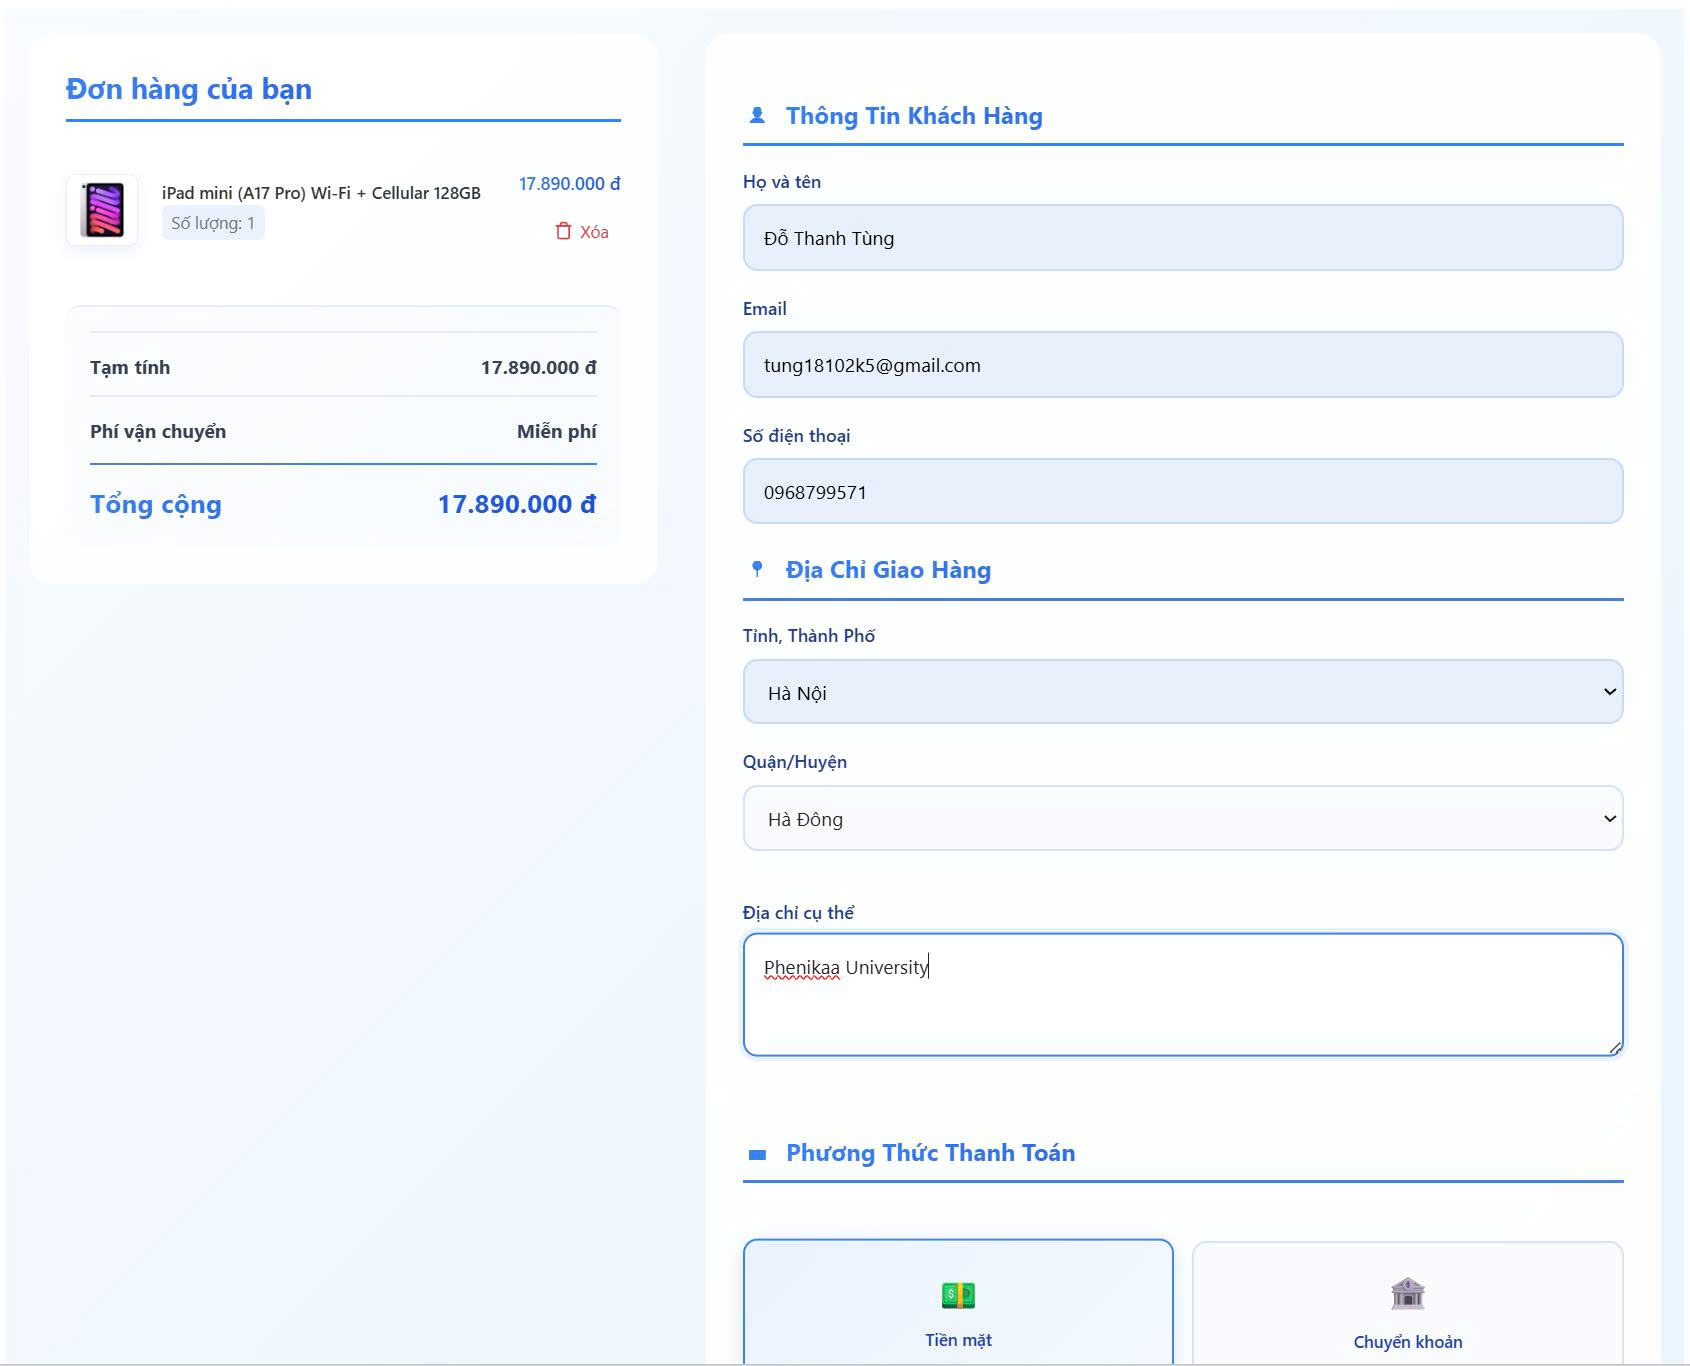 Đơn hàng của bạn
iPad mini (A17 Pro) Wi-Fi + Cellular 128GB
17.890.000 đ
Số lượng: 1
Xóa
Tạm tính 17.890.000 đ
Phí vận chuyển Miễn phí
Tổng cộng 17.890.000 đ
Thông Tin Khách Hàng
Họ và tên
Đỗ Thanh Tùng
Email
tung18102k5@gmail.com
Số điện thoại
0968799571
Địa Chỉ Giao Hàng
Tỉnh, Thành Phố
Hà Nội
Quận/Huyện
Hà Đông
Địa chỉ cụ thể
Phenikaa University
Phương Thức Thanh Toán
Tiền mặt
Chuyển khoản